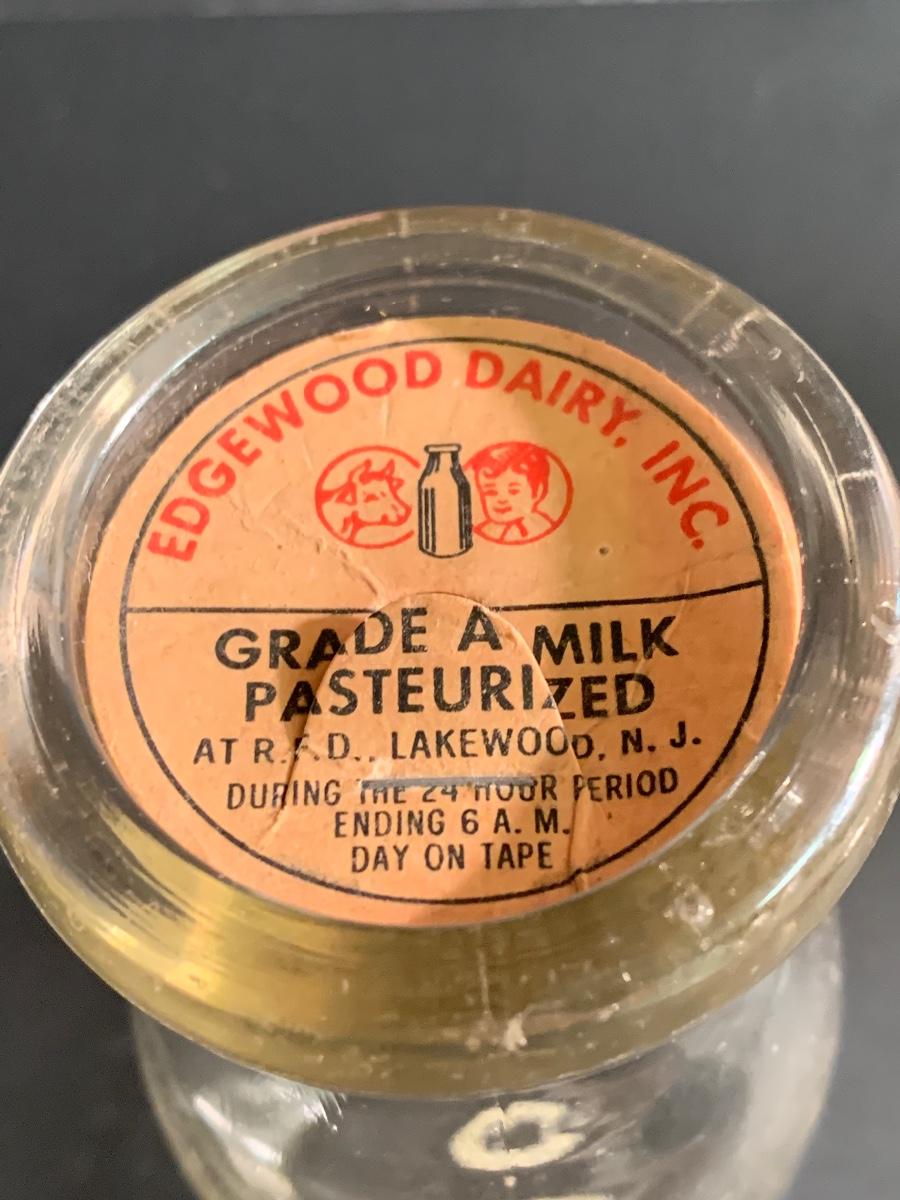 EDGEWOOD DAIRY, INC.
GRADE A MILK
PASTEURIZED
AT R.F.D., LAKEWOOD, N. J.
DURING THE 24 HOUR PERIOD
ENDING 6 A. M.
DAY ON TAPE
C